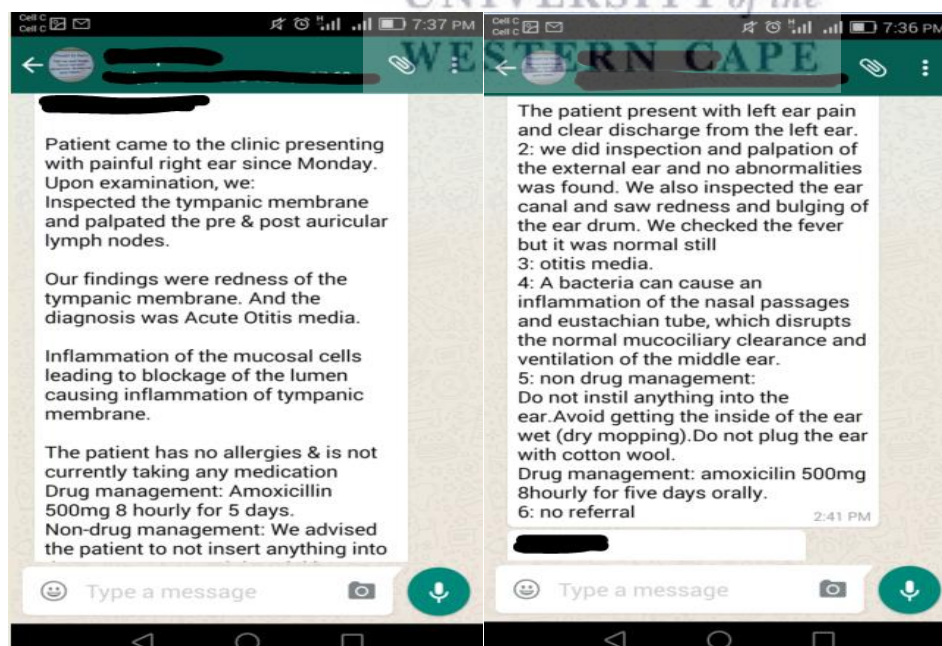 UNIVERSITY of the
WESTERN CAPE
Cell C
Cell C
7:37 PM
Patient came to the clinic presenting
with painful right ear since Monday.
Upon examination, we:
Inspected the tympanic membrane
and palpated the pre & post auricular
lymph nodes.
Our findings were redness of the
tympanic membrane. And the
diagnosis was Acute Otitis media.
Inflammation of the mucosal cells
leading to blockage of the lumen
causing inflammation of tympanic
membrane.
The patient has no allergies & is not
currently taking any medication
Drug management: Amoxicillin
500mg 8 hourly for 5 days.
Non-drug management: We advised
the patient to not insert anything into
Type a message
Cell C
Cell C
7:36 PM
The patient present with left ear pain
and clear discharge from the left ear.
2: we did inspection and palpation of
the external ear and no abnormalities
was found. We also inspected the ear
canal and saw redness and bulging of
the ear drum. We checked the fever
but it was normal still
3: otitis media.
4: A bacteria can cause an
inflammation of the nasal passages
and eustachian tube, which disrupts
the normal mucociliary clearance and
ventilation of the middle ear.
5: non drug management:
Do not instil anything into the
ear.Avoid getting the inside of the ear
wet (dry mopping).Do not plug the ear
with cotton wool.
Drug management: amoxicilin 500mg
8hourly for five days orally.
6: no referral
2:41 PM
Type a message